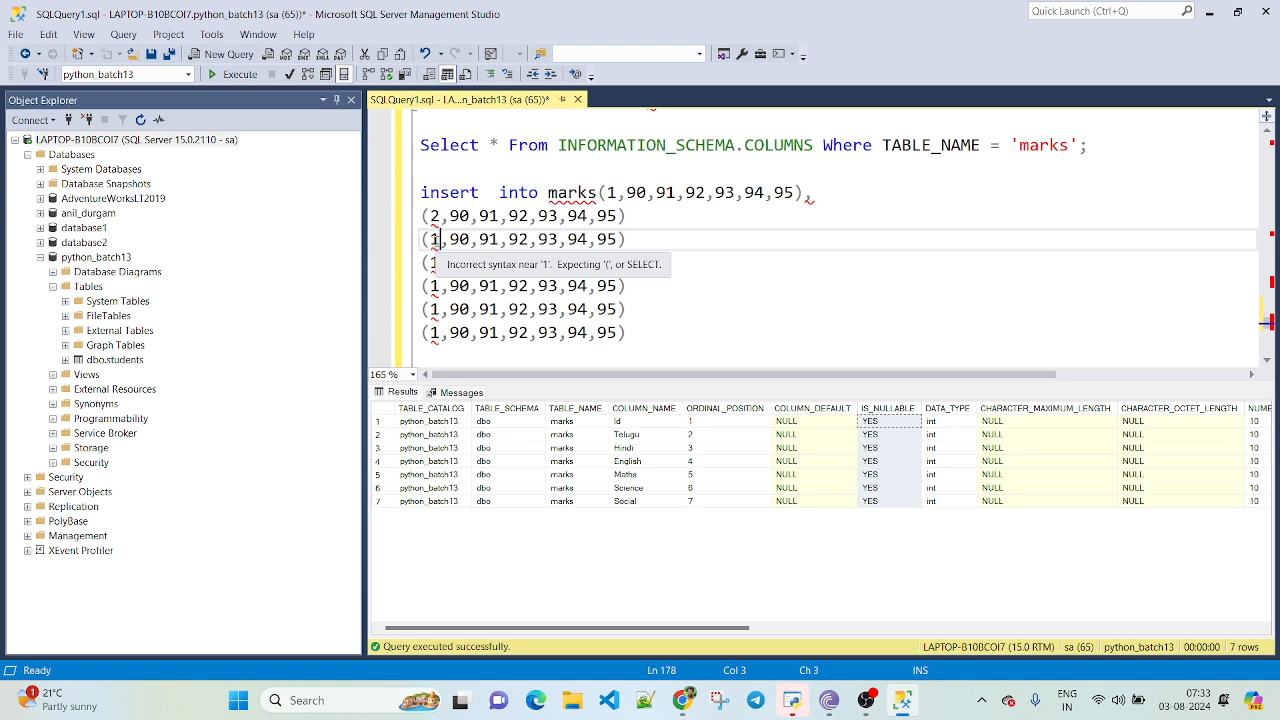 SQLQuery1.sql - LAPTOP-B10BCOI7.python_batch13 (sa (65))* - Microsoft SQL Server Management Studio
Quick Launch (Ctrl+Q)
File Edit View Query Project Tools Window Help
New Query
python_batch13 Execute
Object Explorer
SQLQuery1.sql - LA...n_batch13 (sa (65))*
Connect
LAPTOP-B10BCOI7 (SQL Server 15.0.2110 - sa)
Databases
System Databases
Database Snapshots
AdventureWorksLT2019
anil_durgam
database1
database2
python_batch13
Database Diagrams
Tables
System Tables
FileTables
External Tables
Graph Tables
dbo.students
Views
External Resources
Synonyms
Programmability
Service Broker
Storage
Security
Security
Server Objects
Replication
PolyBase
Management
XEvent Profiler
Select * From INFORMATION_SCHEMA.COLUMNS Where TABLE_NAME = 'marks';
insert  into marks(1,90,91,92,93,94,95),
(2,90,91,92,93,94,95)
(1,90,91,92,93,94,95)
(1
Incorrect syntax near '1'. Expecting '(', or SELECT.
(1,90,91,92,93,94,95)
(1,90,91,92,93,94,95)
(1,90,91,92,93,94,95)
165 %
Results Messages
TABLE_CATALOG TABLE_SCHEMA TABLE_NAME COLUMN_NAME ORDINAL_POSITION COLUMN_DEFAULT IS_NULLABLE DATA_TYPE CHARACTER_MAXIMUM_LENGTH CHARACTER_OCTET_LENGTH NUME
1 python_batch13 dbo marks Id 1 NULL YES int NULL NULL 10
2 python_batch13 dbo marks Telugu 2 NULL YES int NULL NULL 10
3 python_batch13 dbo marks Hindi 3 NULL YES int NULL NULL 10
4 python_batch13 dbo marks English 4 NULL YES int NULL NULL 10
5 python_batch13 dbo marks Maths 5 NULL YES int NULL NULL 10
6 python_batch13 dbo marks Science 6 NULL YES int NULL NULL 10
7 python_batch13 dbo marks Social 7 NULL YES int NULL NULL 10
Query executed successfully. LAPTOP-B10BCOI7 (15.0 RTM) sa (65) python_batch13 00:00:00 7 rows
Ready Ln 178 Col 3 Ch 3 INS
1 21°C
Partly sunny
Search
ENG
IN
07:33
03-08-2024